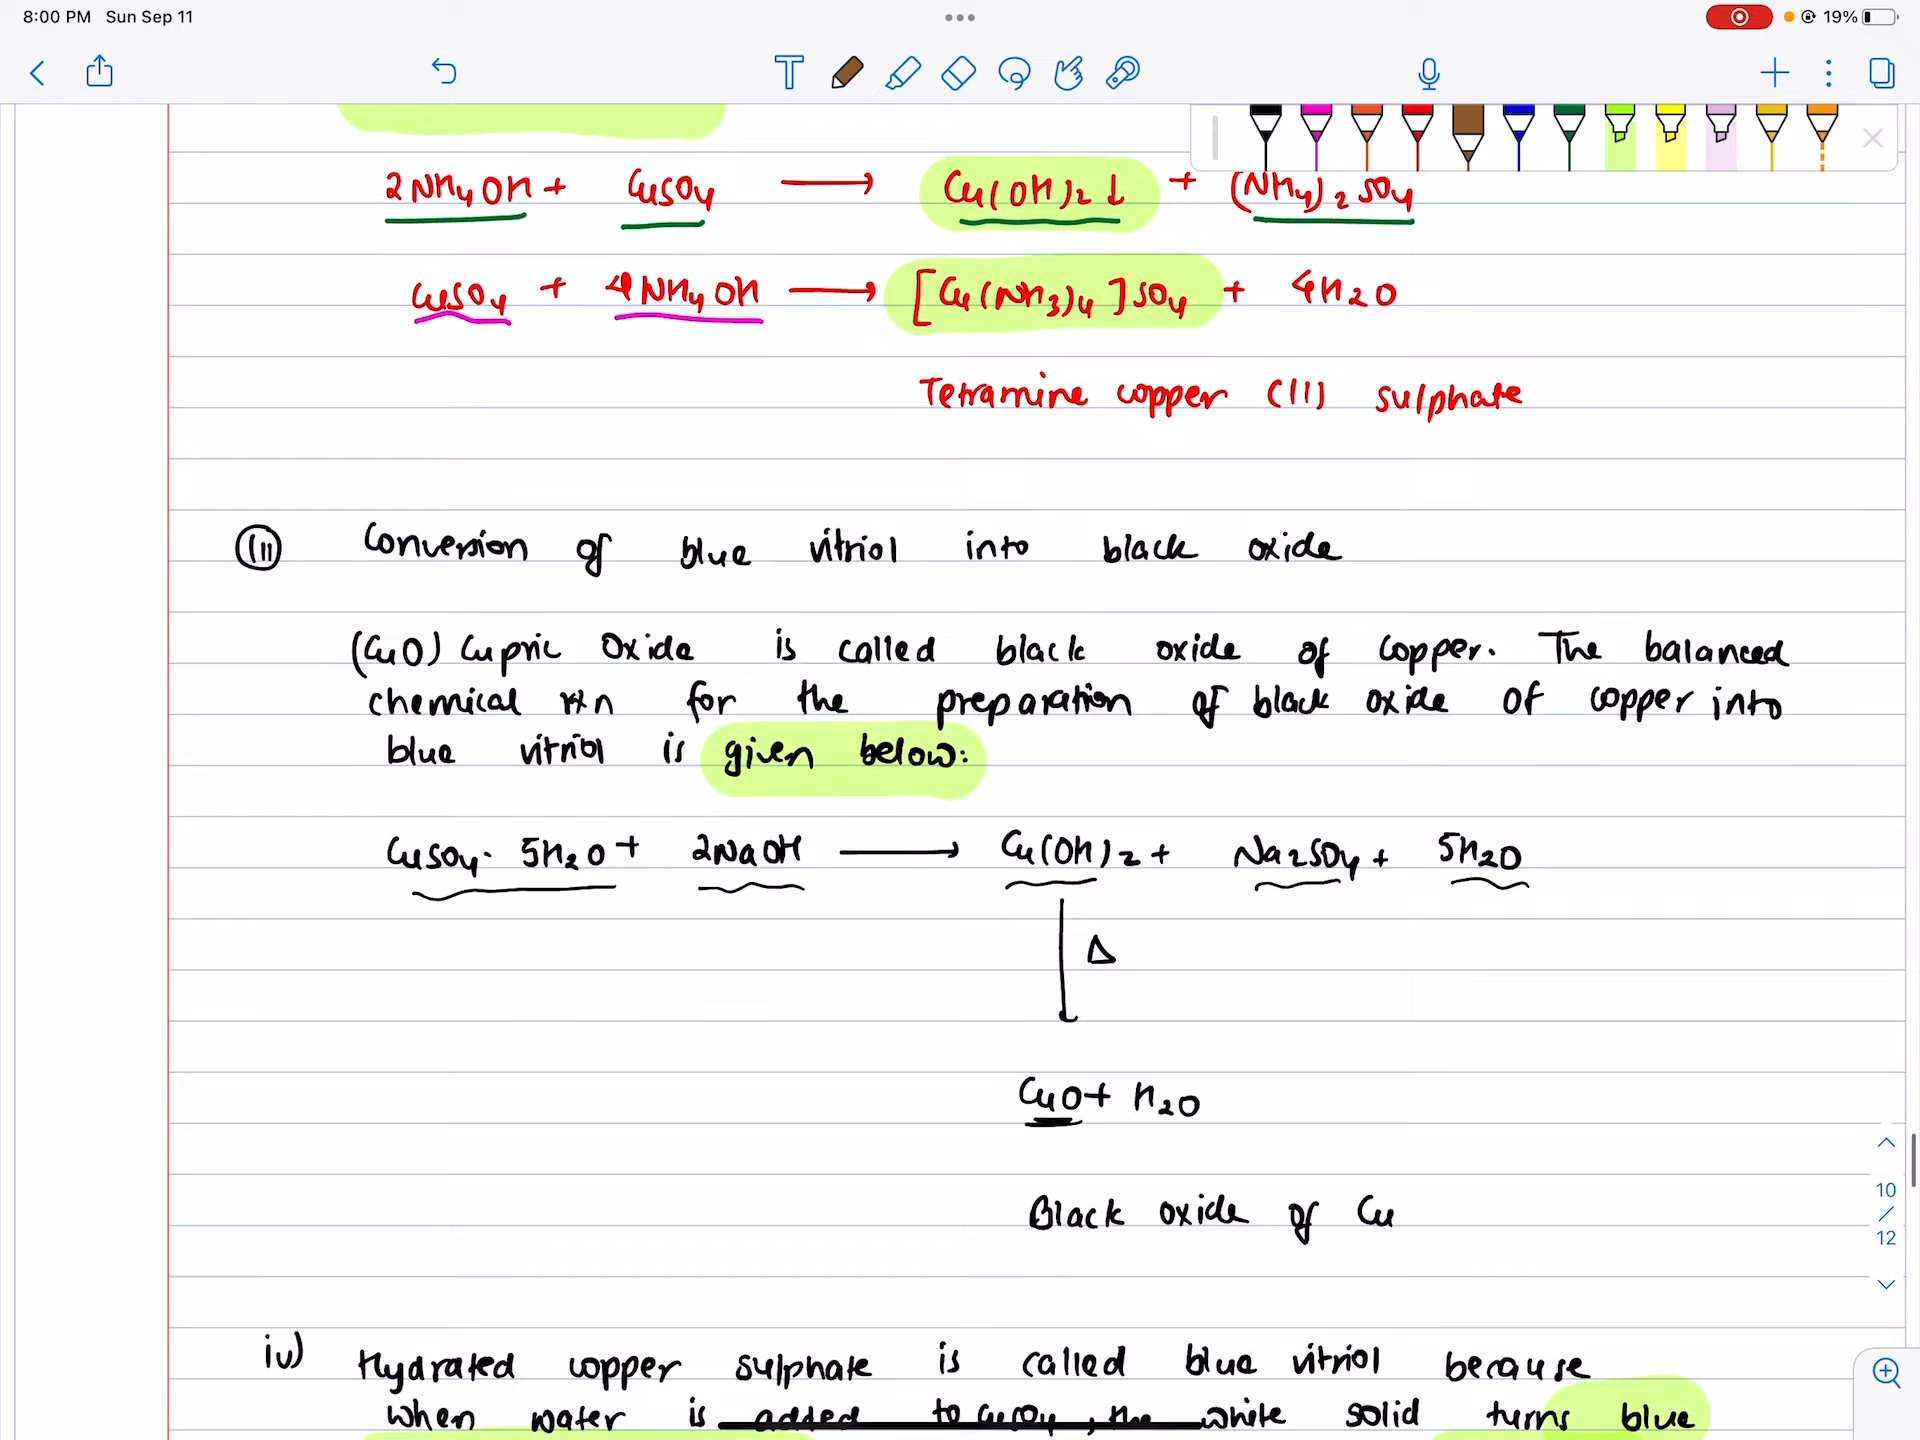 8:00 PM Sun Sep 11
19%
2NH4OH + CuSO4 → Cu(OH)2↓ + (NH4)2SO4
CuSO4 + 4NH4OH → [Cu(NH3)4]SO4 + 4H2O
Tetramine copper (II) sulphate
(II) Conversion of blue vitriol into black oxide
(CuO) Cupric Oxide is called black oxide of copper. The balanced
chemical rxn for the preparation of black oxide of copper into
blue vitriol is given below:
CuSO4. 5H2O + 2NaOH → Cu(OH)2 + Na2SO4 + 5H2O
Δ
CuO + H2O
Black oxide of Cu
10
/
12
iv) Hydrated copper sulphate is called blue vitriol because
when water is added to CuSO4, the white solid turns blue